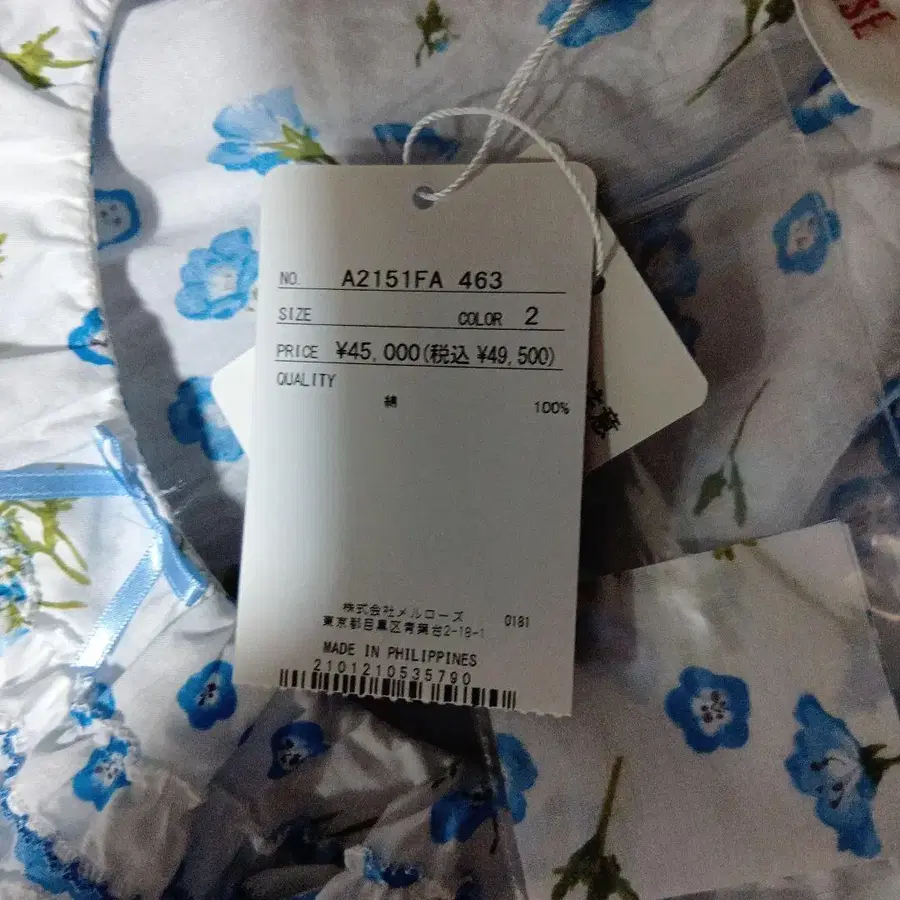 SE
NO. A2151FA 463
SIZE COLOR 2
PRICE ¥45,000(税込 ¥49,500)
QUALITY
綿 100%
株式会社メルローズ 0181
東京都目黒区青葉台2-18-1
MADE IN PHILIPPINES
2101210535790